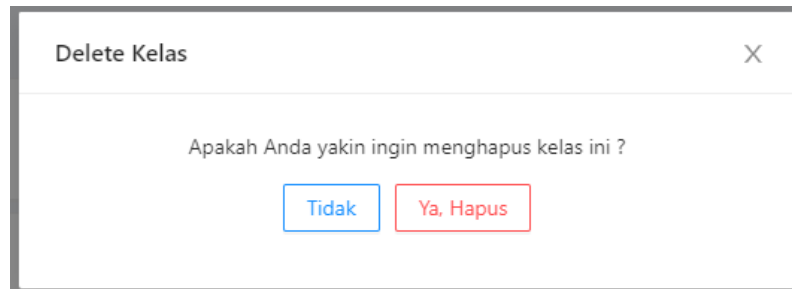 Delete Kelas X
Apakah Anda yakin ingin menghapus kelas ini ?
Tidak Ya, Hapus